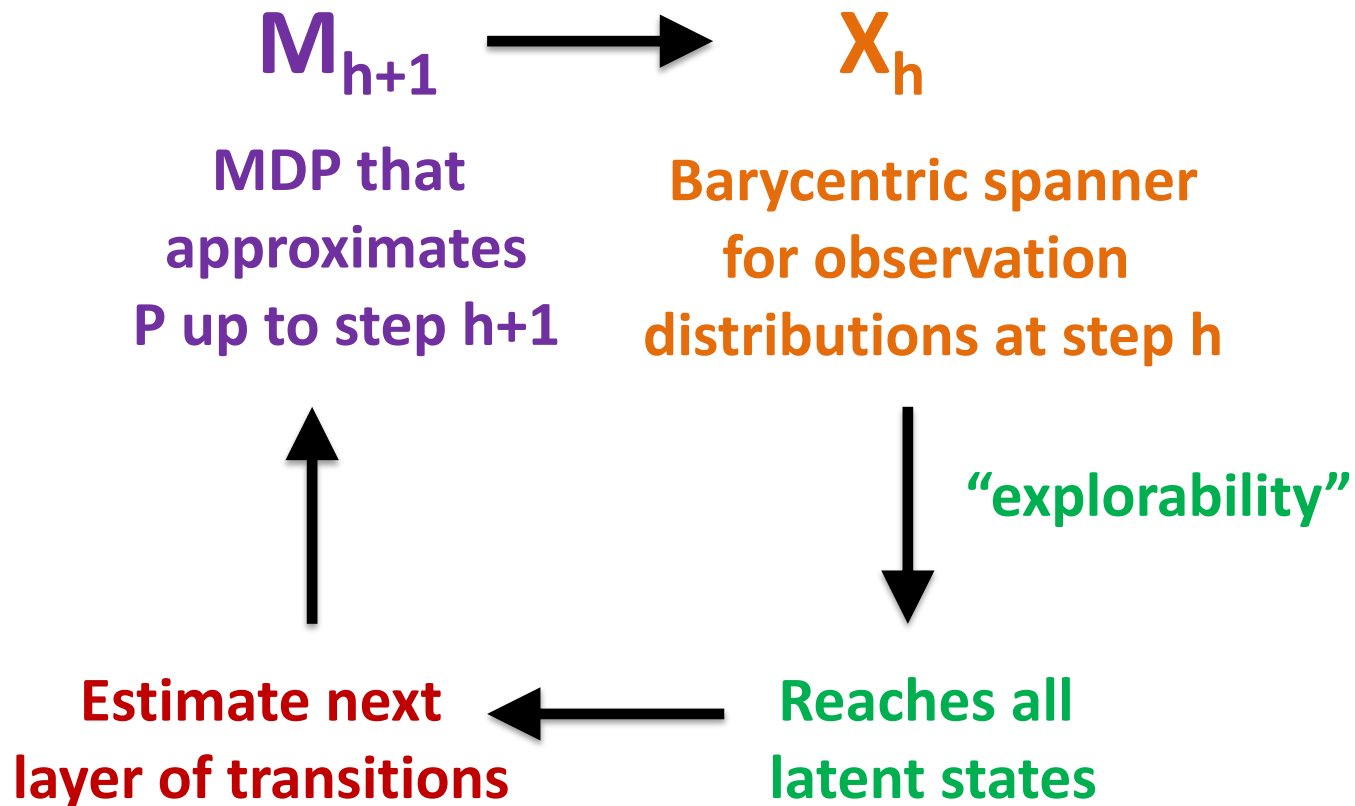 M_{h+1}
MDP that
approximates
P up to step h+1
X_h
Barycentric spanner
for observation
distributions at step h
“explorability”
Reaches all
latent states
Estimate next
layer of transitions